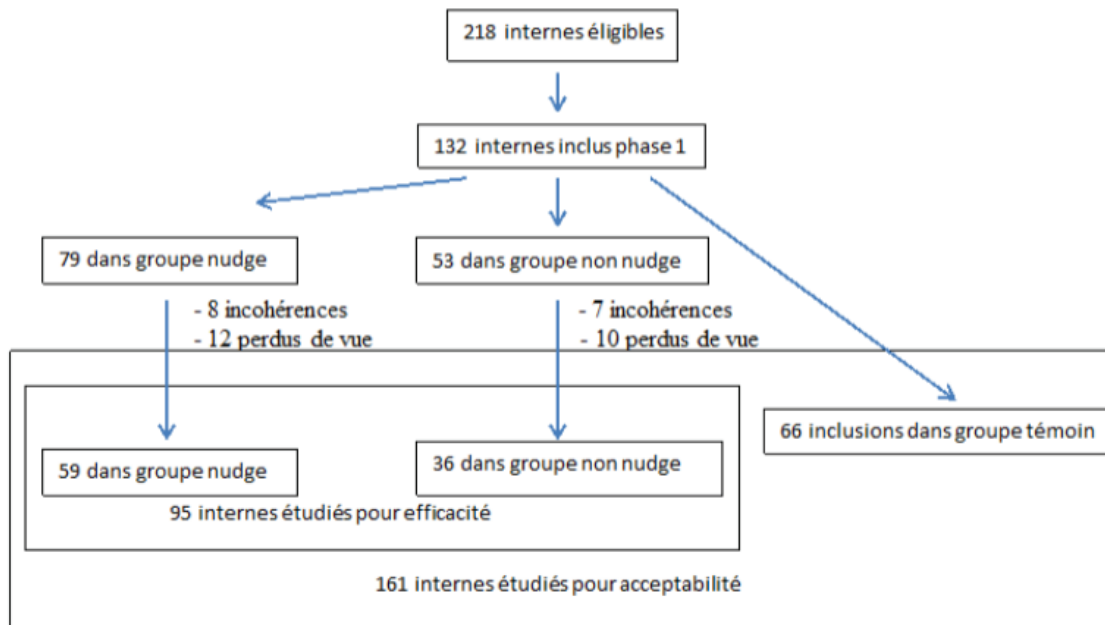 218 internes éligibles
132 internes inclus phase 1
79 dans groupe nudge
53 dans groupe non nudge
- 8 incohérences
- 12 perdus de vue
- 7 incohérences
- 10 perdus de vue
66 inclusions dans groupe témoin
59 dans groupe nudge
36 dans groupe non nudge
95 internes étudiés pour efficacité
161 internes étudiés pour acceptabilité